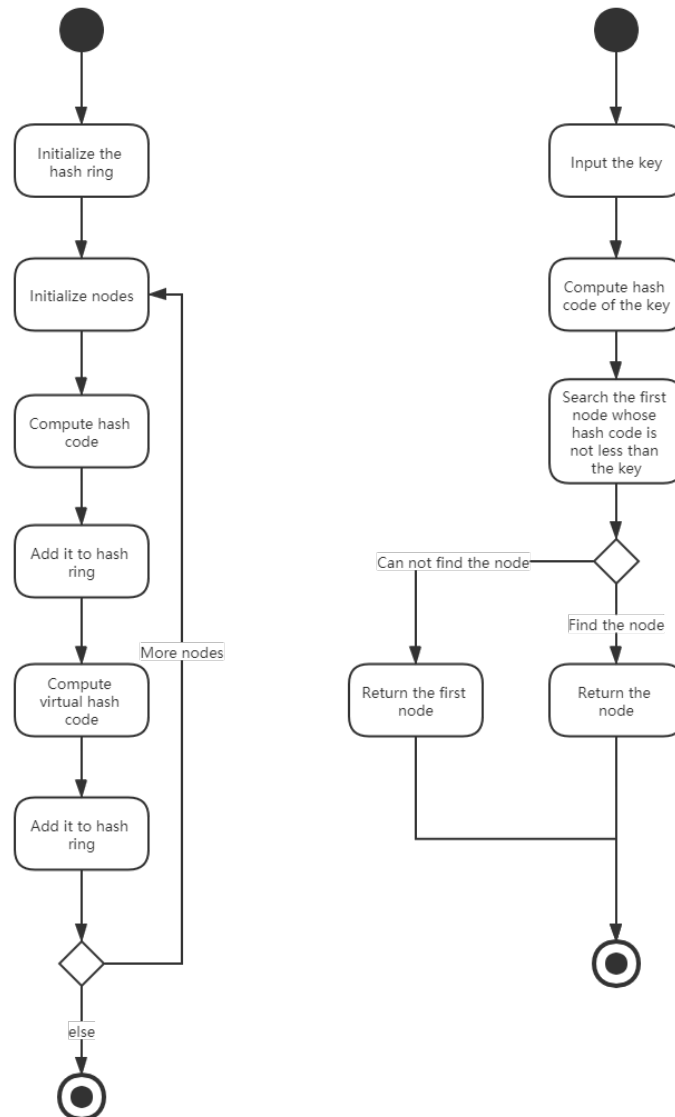 Initialize the
hash ring
Initialize nodes
Compute hash
code
Add it to hash
ring
More nodes
Compute
virtual hash
code
Add it to hash
ring
else
Input the key
Compute hash
code of the key
Search the first
node whose
hash code is
not less than
the key
Can not find the node
Find the node
Return the first
node
Return the
node